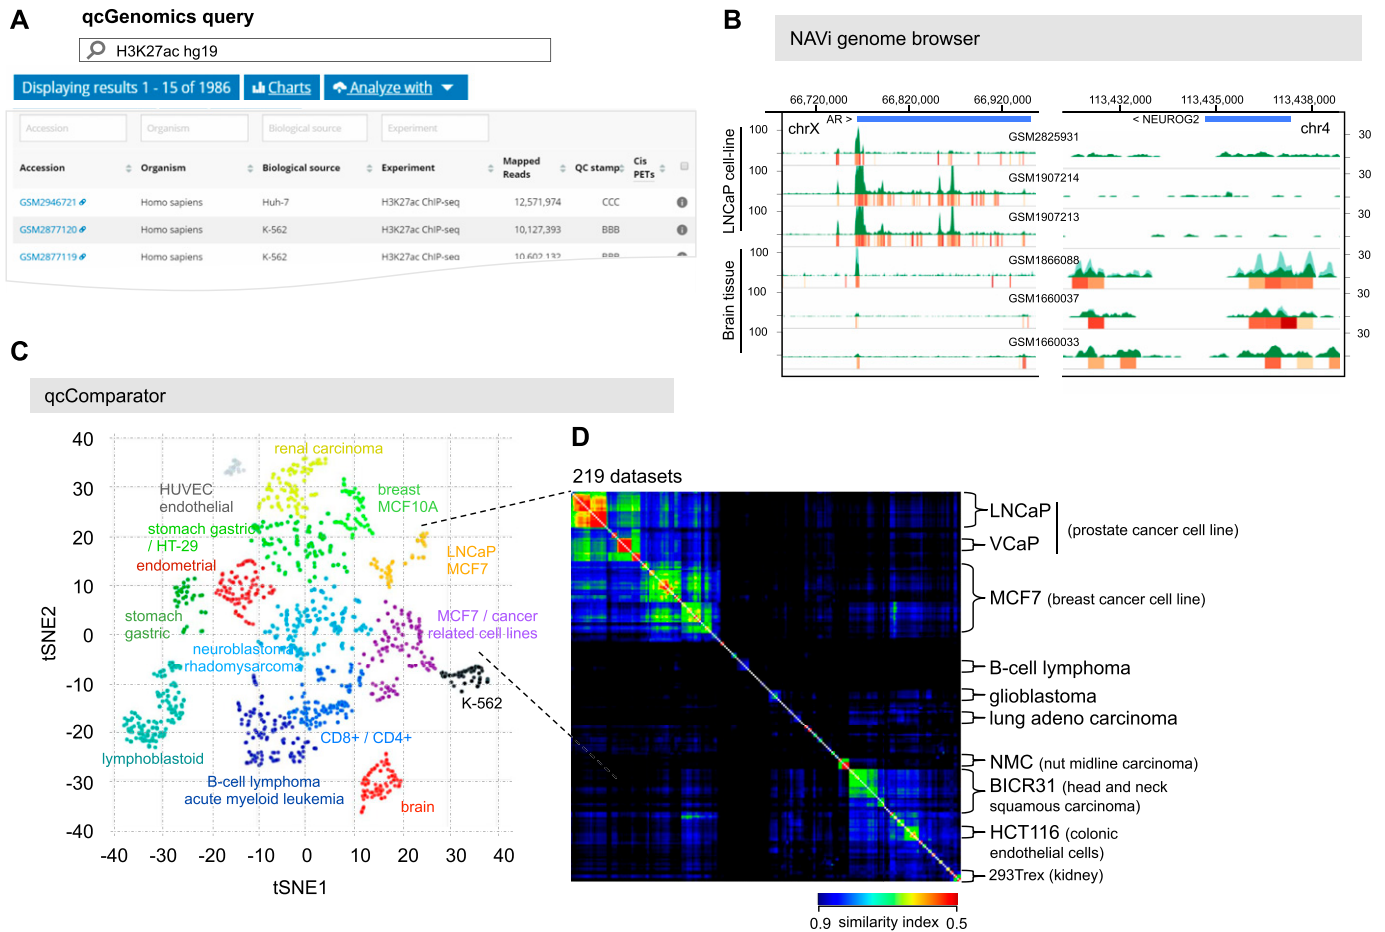 A
qcGenomics query
H3K27ac hg19
Displaying results 1 - 15 of 1986
Charts
Analyze with
Accession
Organism
Biological source
Experiment
Accession
Organism
Biological source
Experiment
Mapped Reads
QC stamp
Cis PETs
GSM2946721 Homo sapiens Huh-7 H3K27ac ChIP-seq 12,571,974 CCC
GSM2877120 Homo sapiens K-562 H3K27ac ChIP-seq 10,127,393 BBB
GSM2877119 Homo sapiens K-562 H3K27ac ChIP-seq 10,602,132 BBB
B
NAVi genome browser
66,720,000 66,820,000 66,920,000
113,432,000 113,435,000 113,438,000
AR >
< NEUROG2
chrX
chr4
LNCaP cell-line
Brain tissue
100 GSM2825931 30
100 GSM1907214 30
100 GSM1907213 30
100 GSM1866088 30
100 GSM1660037 30
100 GSM1660033 30
C
qcComparator
40
30
20
10
0
-10
-20
-30
-40
tSNE2
-40 -30 -20 -10 0 10 20 30 40
tSNE1
renal carcinoma
HUVEC
endothelial
breast
MCF10A
stomach gastric
/ HT-29
endometrial
LNCaP
MCF7
stomach
gastric
MCF7 / cancer
related cell lines
neuroblastoma
rhadomysarcoma
K-562
CD8+ / CD4+
lymphoblastoid
B-cell lymphoma
acute myeloid leukemia
brain
D
219 datasets
LNCaP
VCaP
(prostate cancer cell line)
MCF7 (breast cancer cell line)
B-cell lymphoma
glioblastoma
lung adeno carcinoma
NMC (nut midline carcinoma)
BICR31 (head and neck
squamous carcinoma)
HCT116 (colonic
endothelial cells)
293Trex (kidney)
0.9 similarity index 0.5